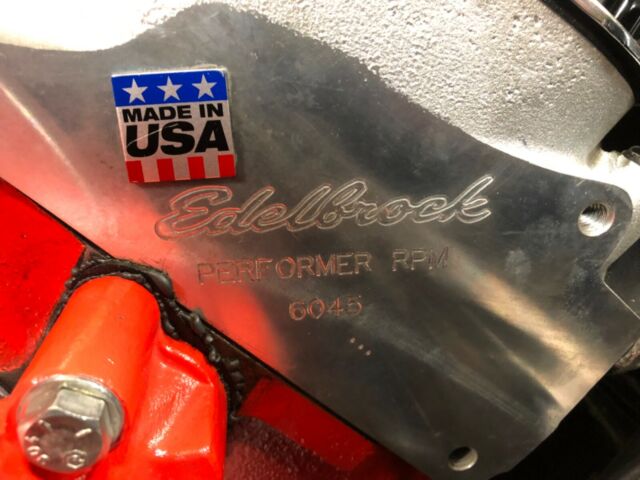 MADE IN
USA
Edelbrock
PERFORMER RPM
6045